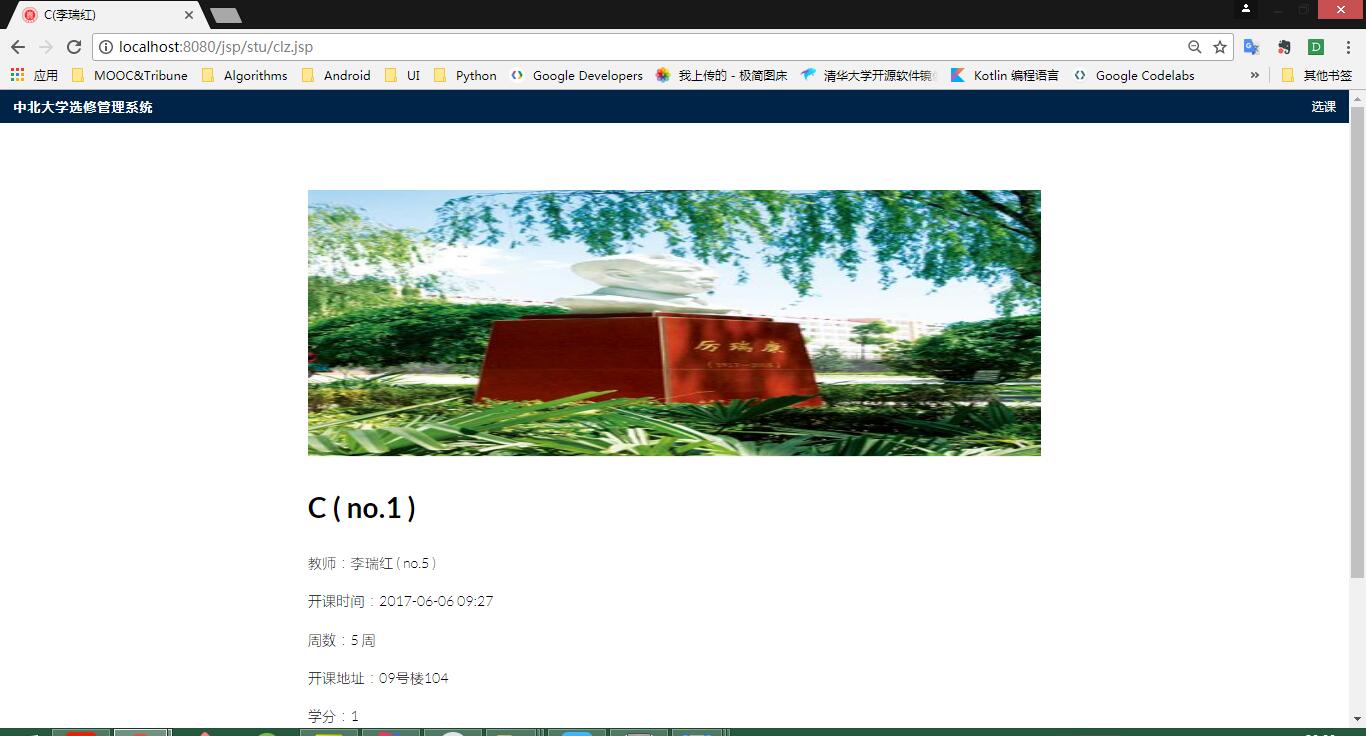 C(李瑞红)
localhost:8080/jsp/stu/clz.jsp
应用 MOOC&Tribune Algorithms Android UI Python Google Developers 我上传的 - 极简图床 清华大学开源软件镜 Kotlin 编程语言 Google Codelabs » 其他书签
中北大学选修管理系统 选课
厉瑞康
C ( no.1 )
教师：李瑞红 ( no.5 )
开课时间：2017-06-06 09:27
周数：5 周
开课地址：09号楼104
学分：1